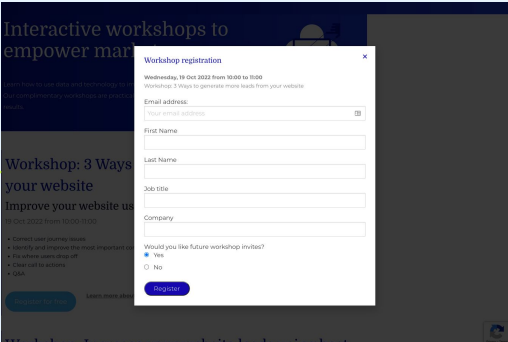 Interactive workshops to
empower mar
Learn how to use data and technology to
Our complimentary workshops are
results.
Workshop registration
×
Wednesday, 19 Oct 2022 from 10:00 to 11:00
Workshop: 3 Ways to generate more leads from your website
Email address:
Your email address
First Name
Last Name
Job title
Company
Would you like future workshop invites?
Yes
No
Register
Workshop: 3 Ways
your website
Improve your website us
19 Oct 2022 from 10:00-11:00
• Correct user journey issues
• Identify and improve the most important
• Fix where users drop off
• Clear call to actions
• Q&A
Register for free
Learn more about